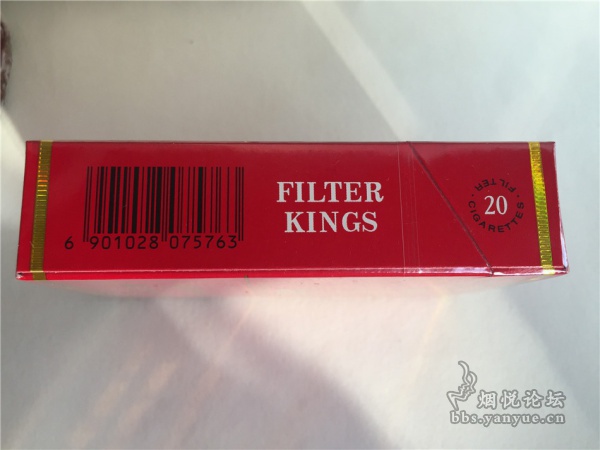 6 901028 075763
FILTER
KINGS
FILTER · CIGARETTES ·
20
烟悦论坛
bbs.yanyue.cn